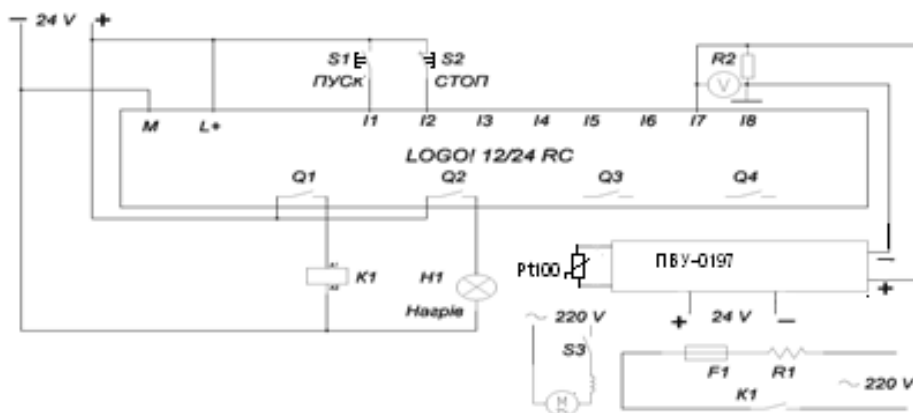 − 24 V +
S1
ПУСК
S2
СТОП
R2
V
M L+ I1 I2 I3 I4 I5 I6 I7 I8
LOGO! 12/24 RC
Q1 Q2 Q3 Q4
K1
H1
Нагрів
Pt100
ПВУ-0197
−
+
+ 24 V −
~ 220 V
S3
M
F1 R1
K1
~ 220 V